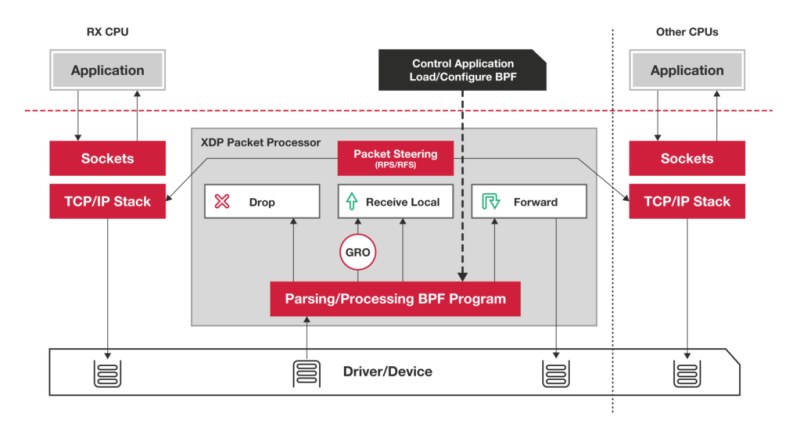 RX CPU
Other CPUs
Application
Control Application
Load/Configure BPF
Application
XDP Packet Processor
Sockets
Packet Steering
(RPS/RFS)
Sockets
TCP/IP Stack
Drop
Receive Local
Forward
TCP/IP Stack
GRO
Parsing/Processing BPF Program
Driver/Device